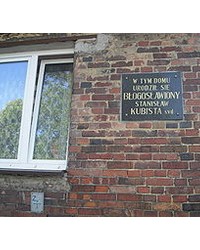 W TYM DOMU
URODZIŁ SIĘ
BŁOGOSŁAWIONY
STANISŁAW
KUBISTA SVD